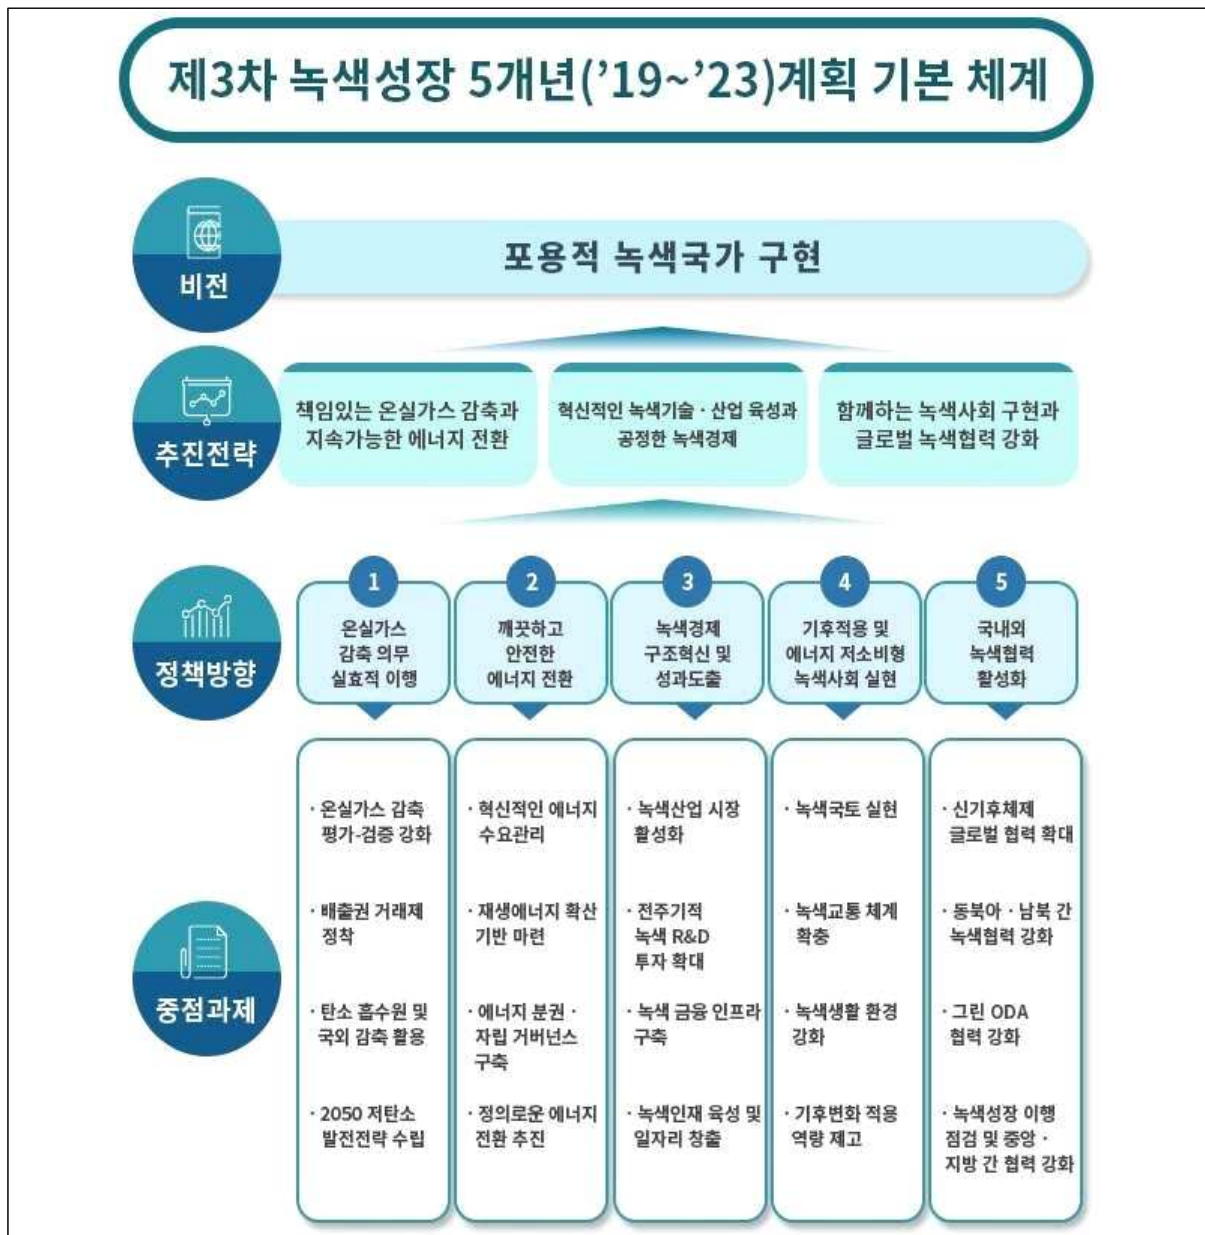 제3차 녹색성장 5개년(’19~’23)계획 기본 체계
비전
포용적 녹색국가 구현
추진전략
책임있는 온실가스 감축과
지속가능한 에너지 전환
혁신적인 녹색기술 · 산업 육성과
공정한 녹색경제
함께하는 녹색사회 구현과
글로벌 녹색협력 강화
정책방향
1
온실가스
감축 의무
실효적 이행
2
깨끗하고
안전한
에너지 전환
3
녹색경제
구조혁신 및
성과도출
4
기후적용 및
에너지 저소비형
녹색사회 실현
5
국내외
녹색협력
활성화
중점과제
· 온실가스 감축
평가-검증 강화
· 배출권 거래제
정착
· 탄소 흡수원 및
국외 감축 활용
· 2050 저탄소
발전전략 수립
· 혁신적인 에너지
수요관리
· 재생에너지 확산
기반 마련
· 에너지 분권 ·
자립 거버넌스
구축
· 정의로운 에너지
전환 추진
· 녹색산업 시장
활성화
· 전주기적
녹색 R&D
투자 확대
· 녹색 금융 인프라
구축
· 녹색인재 육성 및
일자리 창출
· 녹색국토 실현
· 녹색교통 체계
확충
· 녹색생활 환경
강화
· 기후변화 적용
역량 제고
· 신기후체제
글로벌 협력 확대
· 동북아 · 남북 간
녹색협력 강화
· 그린 ODA
협력 강화
· 녹색성장 이행
점검 및 중앙 ·
지방 간 협력 강화